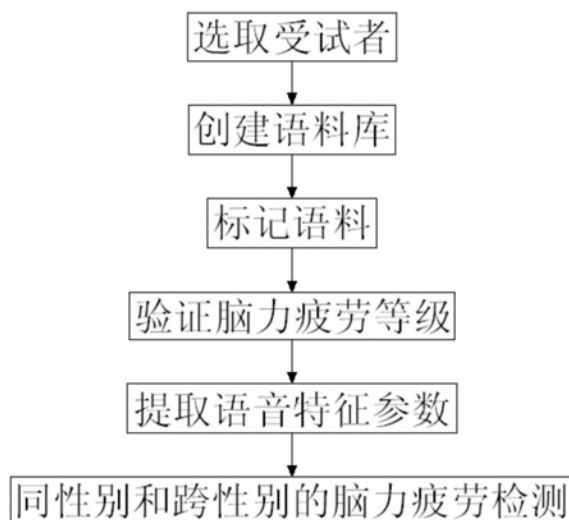 选取受试者
创建语料库
标记语料
验证脑力疲劳等级
提取语音特征参数
同性别和跨性别的脑力疲劳检测